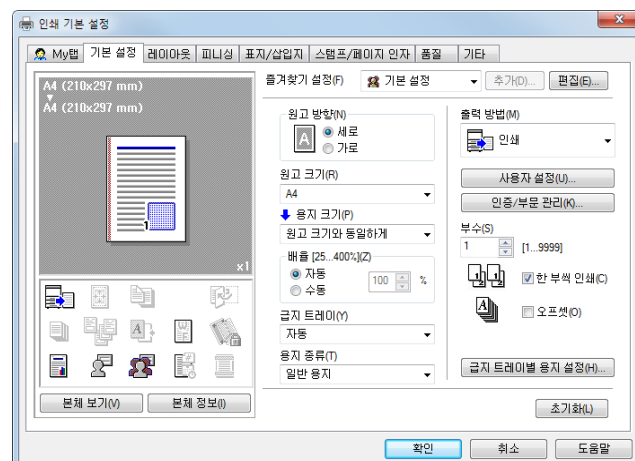 인쇄 기본 설정
My탭 기본 설정 레이아웃 피니싱 표지/삽입지 스탬프/페이지 인자 품질 기타
A4 (210x297 mm)
A4 (210x297 mm)
x1
본체 보기(V) 본체 정보(I)
즐겨찾기 설정(F) 기본 설정 추가(D)... 편집(E)...
원고 방향(N)
세로
가로
원고 크기(R)
A4
용지 크기(P)
원고 크기와 동일하게
배율 [25...400%](Z)
자동
수동
100 %
급지 트레이(Y)
자동
용지 종류(T)
일반 용지
출력 방법(M)
인쇄
사용자 설정(U)...
인증/부문 관리(K)...
부수(S)
1 [1...9999]
한 부씩 인쇄(C)
오프셋(O)
급지 트레이별 용지 설정(H)...
초기화(L)
확인 취소 도움말